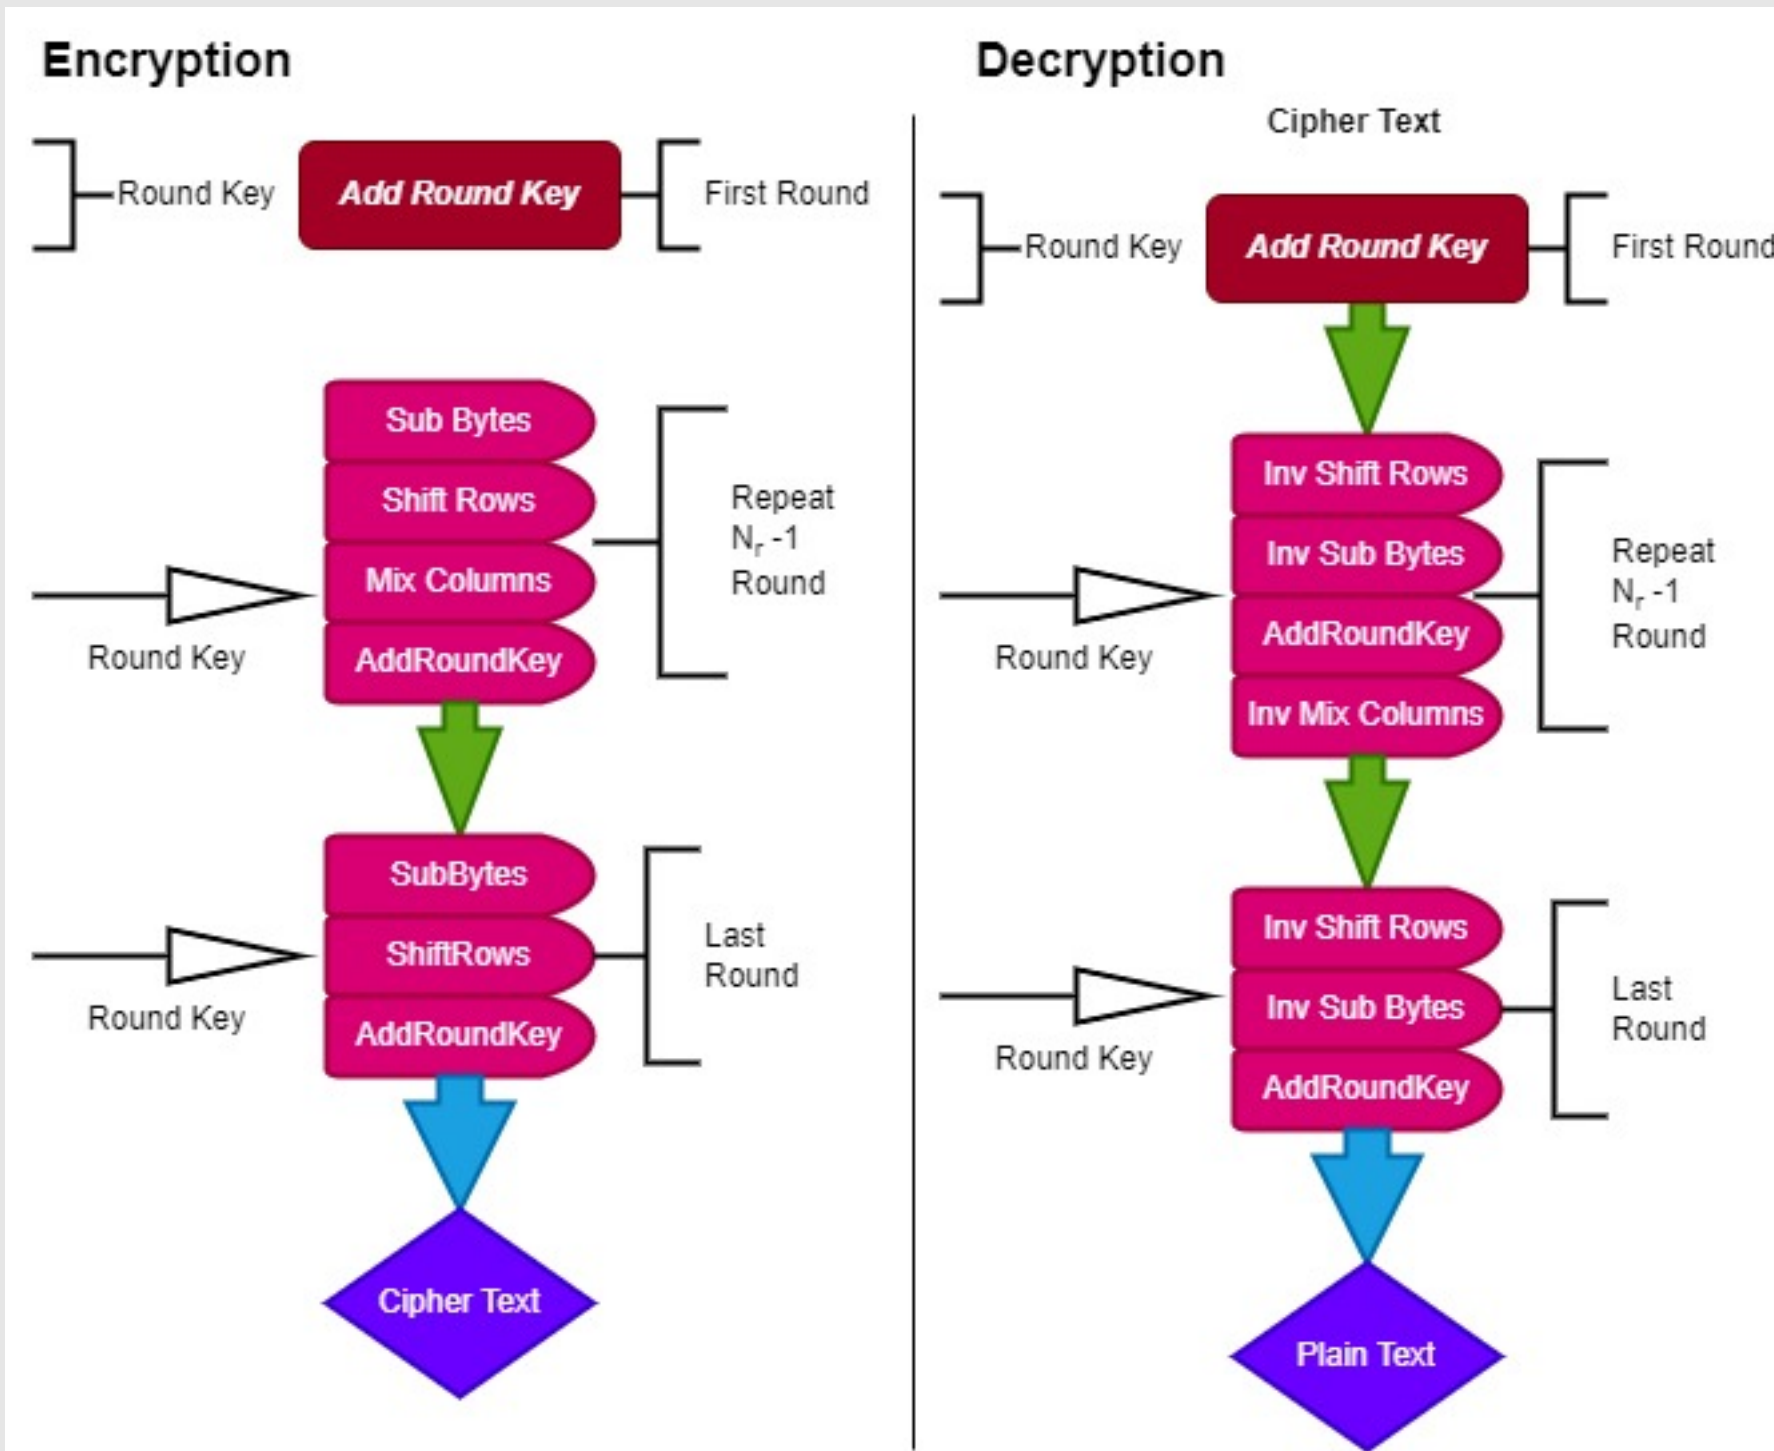 Encryption
Round Key
Add Round Key
First Round
Sub Bytes
Shift Rows
Mix Columns
AddRoundKey
Repeat
Nr -1
Round
Round Key
SubBytes
ShiftRows
AddRoundKey
Last
Round
Round Key
Cipher Text
Decryption
Cipher Text
Round Key
Add Round Key
First Round
Inv Shift Rows
Inv Sub Bytes
AddRoundKey
Inv Mix Columns
Repeat
Nr -1
Round
Round Key
Inv Shift Rows
Inv Sub Bytes
AddRoundKey
Last
Round
Round Key
Plain Text